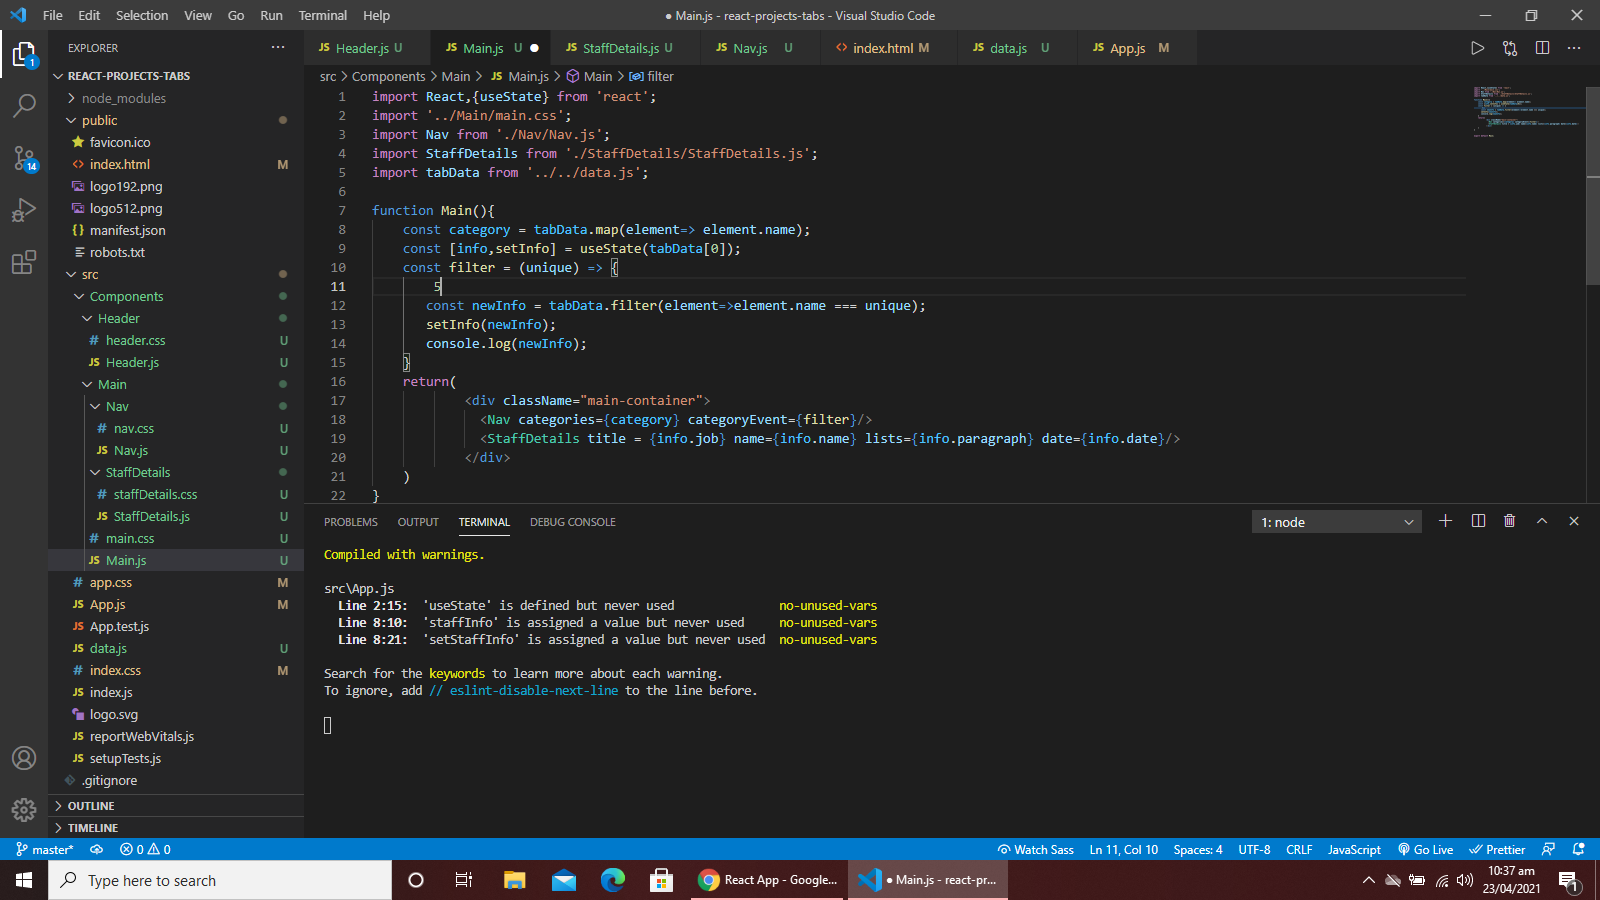 File Edit Selection View Go Run Terminal Help
● Main.js - react-projects-tabs - Visual Studio Code
EXPLORER
REACT-PROJECTS-TABS
node_modules
public
favicon.ico
index.html M
logo192.png
logo512.png
manifest.json
robots.txt
src
Components
Header
header.css U
Header.js U
Main
Nav
nav.css U
Nav.js U
StaffDetails
staffDetails.css U
StaffDetails.js U
main.css U
Main.js U
app.css M
App.js M
App.test.js
data.js U
index.css M
index.js
logo.svg
reportWebVitals.js
setupTests.js
.gitignore
OUTLINE
TIMELINE
1
14
JS Header.js U JS Main.js U ● JS StaffDetails.js U JS Nav.js U <> index.html M JS data.js U JS App.js M
src > Components > Main > JS Main.js > Main > filter
1 import React,{useState} from 'react';
2 import '../Main/main.css';
3 import Nav from './Nav/Nav.js';
4 import StaffDetails from './StaffDetails/StaffDetails.js';
5 import tabData from '../../data.js';
6
7 function Main(){
8 const category = tabData.map(element=> element.name);
9 const [info,setInfo] = useState(tabData[0]);
10 const filter = (unique) => {
11 5
12 const newInfo = tabData.filter(element=>element.name === unique);
13 setInfo(newInfo);
14 console.log(newInfo);
15 }
16 return(
17 <div className="main-container">
18 <Nav categories={category} categoryEvent={filter}/>
19 <StaffDetails title = {info.job} name={info.name} lists={info.paragraph} date={info.date}/>
20 </div>
21 )
22 }
PROBLEMS OUTPUT TERMINAL DEBUG CONSOLE
1: node
Compiled with warnings.
src\App.js
Line 2:15: 'useState' is defined but never used no-unused-vars
Line 8:10: 'staffInfo' is assigned a value but never used no-unused-vars
Line 8:21: 'setStaffInfo' is assigned a value but never used no-unused-vars
Search for the keywords to learn more about each warning.
To ignore, add // eslint-disable-next-line to the line before.
master* 0 0 Watch Sass Ln 11, Col 10 Spaces: 4 UTF-8 CRLF JavaScript Go Live Prettier
Type here to search
React App - Google...
● Main.js - react-pr...
10:37 am
23/04/2021
1